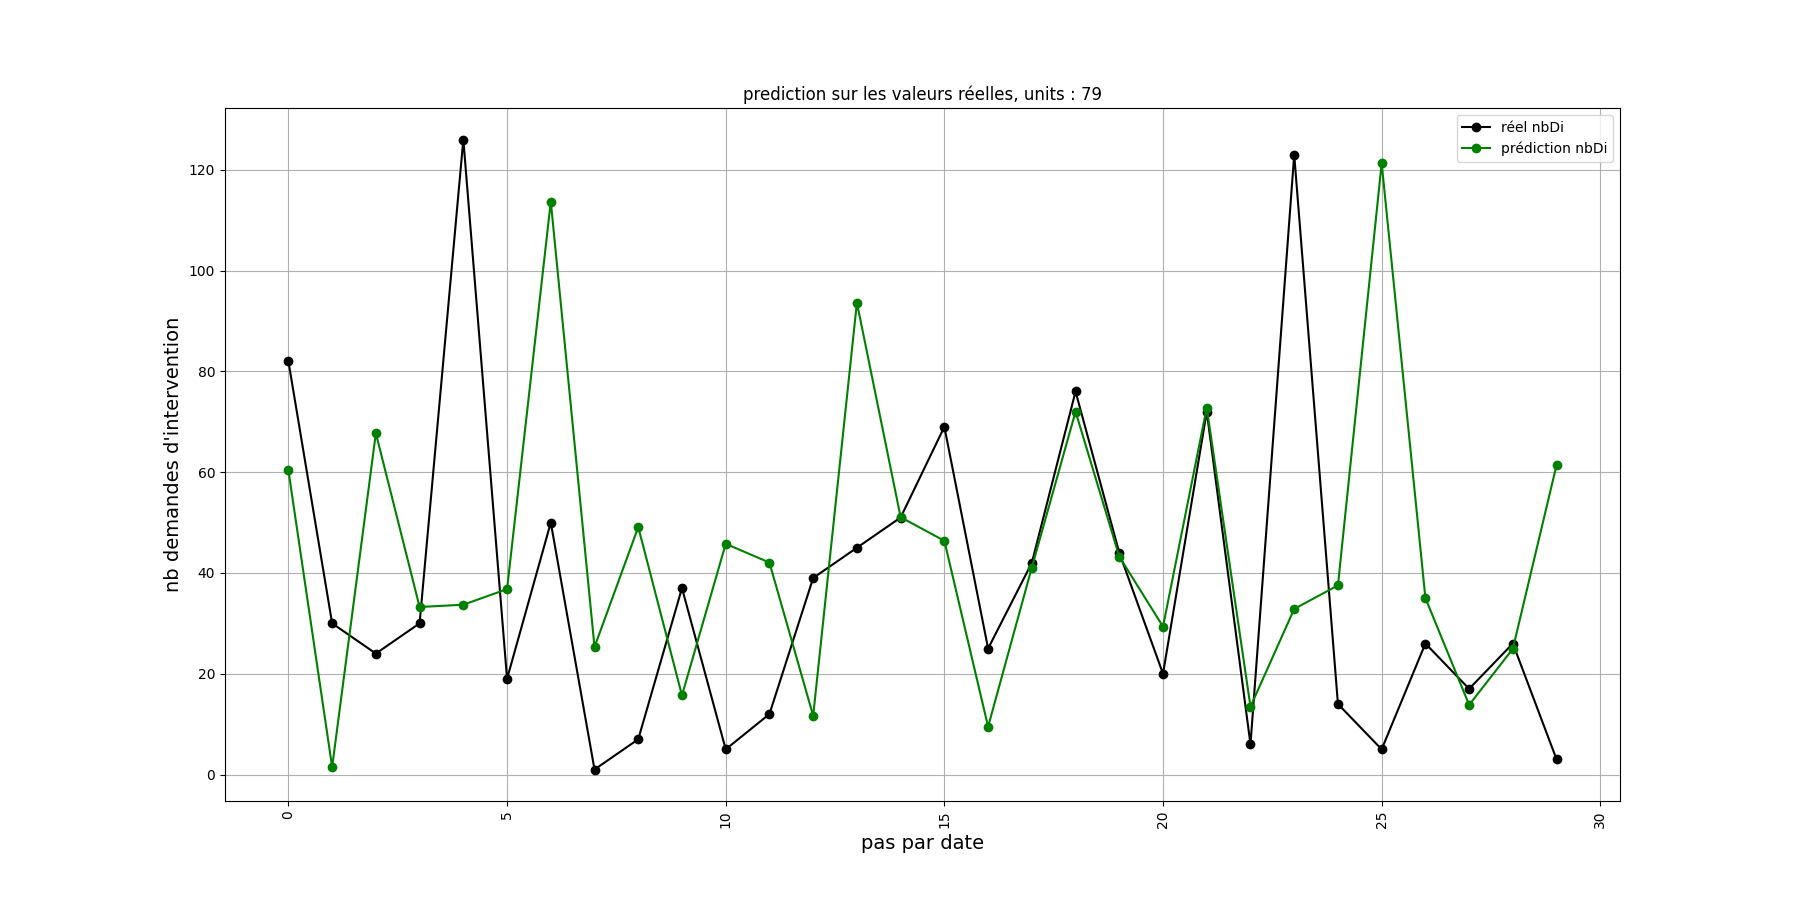 prediction sur les valeurs réelles, units : 79
réel nbDi
prédiction nbDi
nb demandes d'intervention
120
100
80
60
40
20
0
0 5 10 15 20 25 30
pas par date